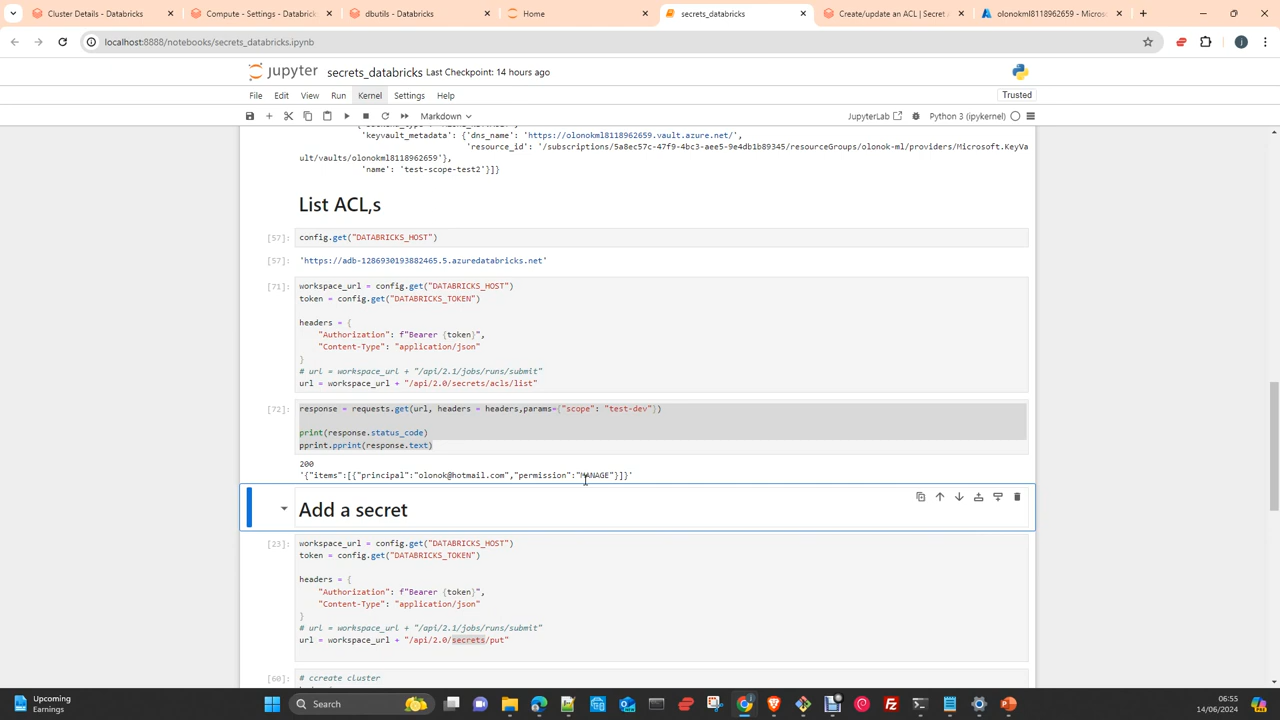 Cluster Details - Databricks
Compute - Settings - Databricks
dbutils - Databricks
Home
secrets_databricks
Create/update an ACL | Secret
olonokml8118962659 - Micros
localhost:8888/notebooks/secrets_databricks.ipynb
jupyter secrets_databricks Last Checkpoint: 14 hours ago
File Edit View Run Kernel Settings Help
Trusted
Markdown
JupyterLab
Python 3 (ipykernel)
'keyvault_metadata': {'dns_name': 'https://olonokml8118962659.vault.azure.net/',
'resource_id': '/subscriptions/5a8ec57c-47f9-4bc3-aee5-9e4db1b89345/resourceGroups/olonok-ml/providers/Microsoft.KeyVa
ult/vaults/olonokml8118962659'},
'name': 'test-scope-test2'}]}
List ACL,s
[57]: config.get("DATABRICKS_HOST")
[57]: 'https://adb-1286930193882465.5.azuredatabricks.net'
[71]: workspace_url = config.get("DATABRICKS_HOST")
token = config.get("DATABRICKS_TOKEN")
headers = {
"Authorization": f"Bearer {token}",
"Content-Type": "application/json"
}
# url = workspace_url + "/api/2.1/jobs/runs/submit"
url = workspace_url + "/api/2.0/secrets/acls/list"
[72]: response = requests.get(url, headers = headers,params={"scope": "test-dev"})
print(response.status_code)
pprint.pprint(response.text)
200
'{"items":[{"principal":"olonok@hotmail.com","permission":"MANAGE"}]}'
Add a secret
[23]: workspace_url = config.get("DATABRICKS_HOST")
token = config.get("DATABRICKS_TOKEN")
headers = {
"Authorization": f"Bearer {token}",
"Content-Type": "application/json"
}
# url = workspace_url + "/api/2.1/jobs/runs/submit"
url = workspace_url + "/api/2.0/secrets/put"
[60]: # ccreate cluster
Upcoming
Earnings
Search
06:55
14/06/2024